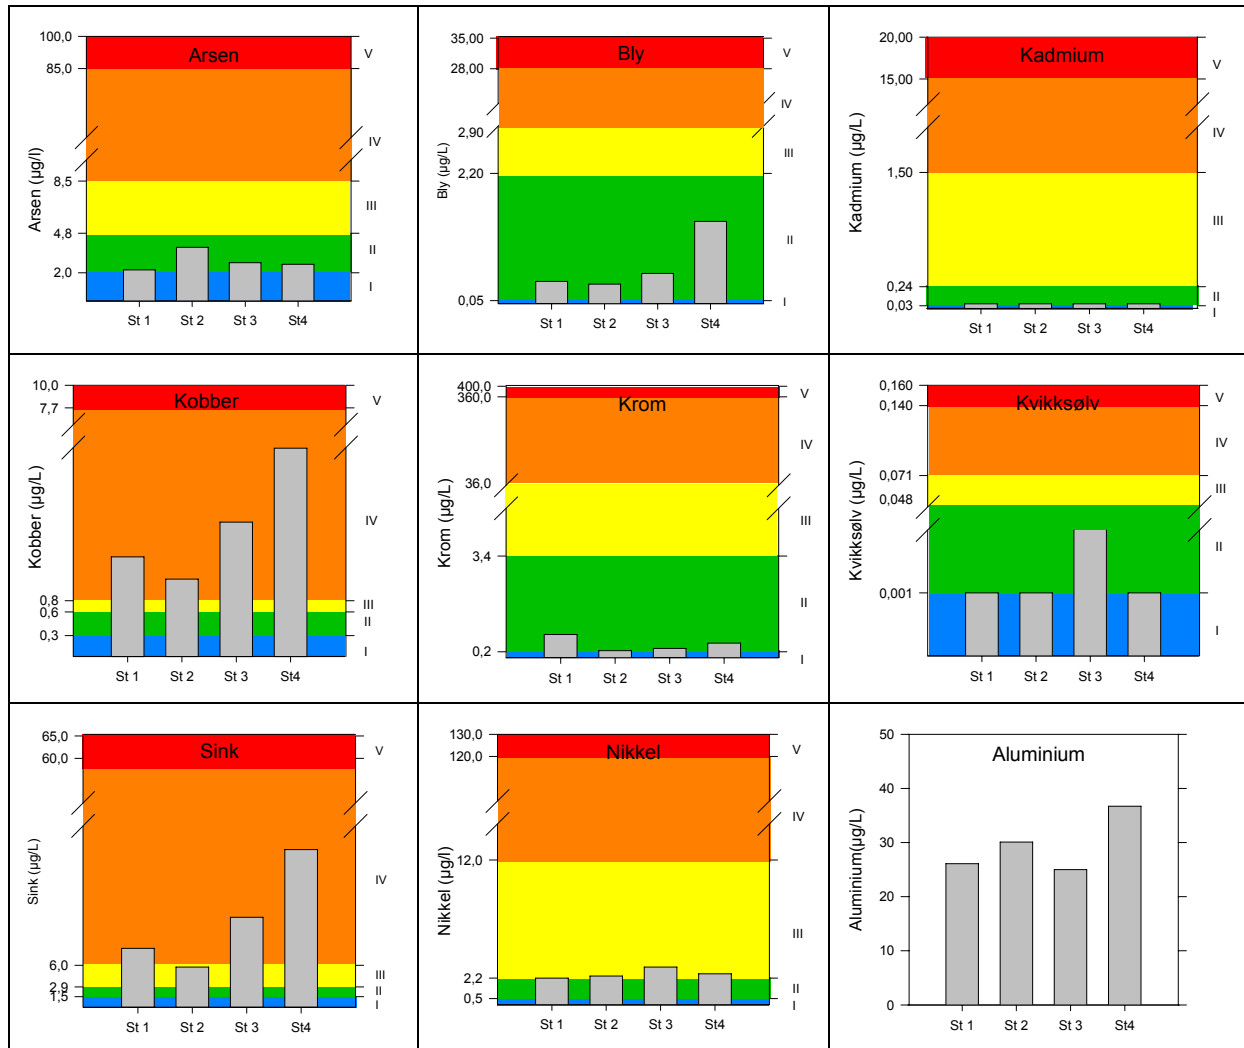 Arsen
Arsen (µg/l)
100,0
85,0
8,5
4,8
2,0
V
IV
III
II
I
St 1 St 2 St 3 St4
Bly
Bly (µg/L)
35,00
28,00
2,90
2,20
0,05
V
IV
III
II
I
St 1 St 2 St 3 St4
Kadmium
Kadmium (µg/L)
20,00
15,00
1,50
0,24
0,03
V
IV
III
II
I
St 1 St 2 St 3 St4
Kobber
Kobber (µg/L)
10,0
7,7
0,8
0,6
0,3
V
IV
III
II
I
St 1 St 2 St 3 St4
Krom
Krom (µg/L)
400,0
360,0
36,0
3,4
0,2
V
IV
III
II
I
St 1 St 2 St 3 St4
Kvikksølv
Kvikksølv (µg/L)
0,160
0,140
0,071
0,048
0,001
V
IV
III
II
I
St 1 St 2 St 3 St4
Sink
Sink (µg/L)
65,0
60,0
6,0
2,9
1,5
V
IV
III
II
I
St 1 St 2 St 3 St4
Nikkel
Nikkel (µg/l)
130,0
120,0
12,0
2,2
0,5
V
IV
III
II
I
St 1 St 2 St 3 St4
Aluminium
Aluminium(µg/L)
50
40
30
20
10
0
St 1 St 2 St 3 St4